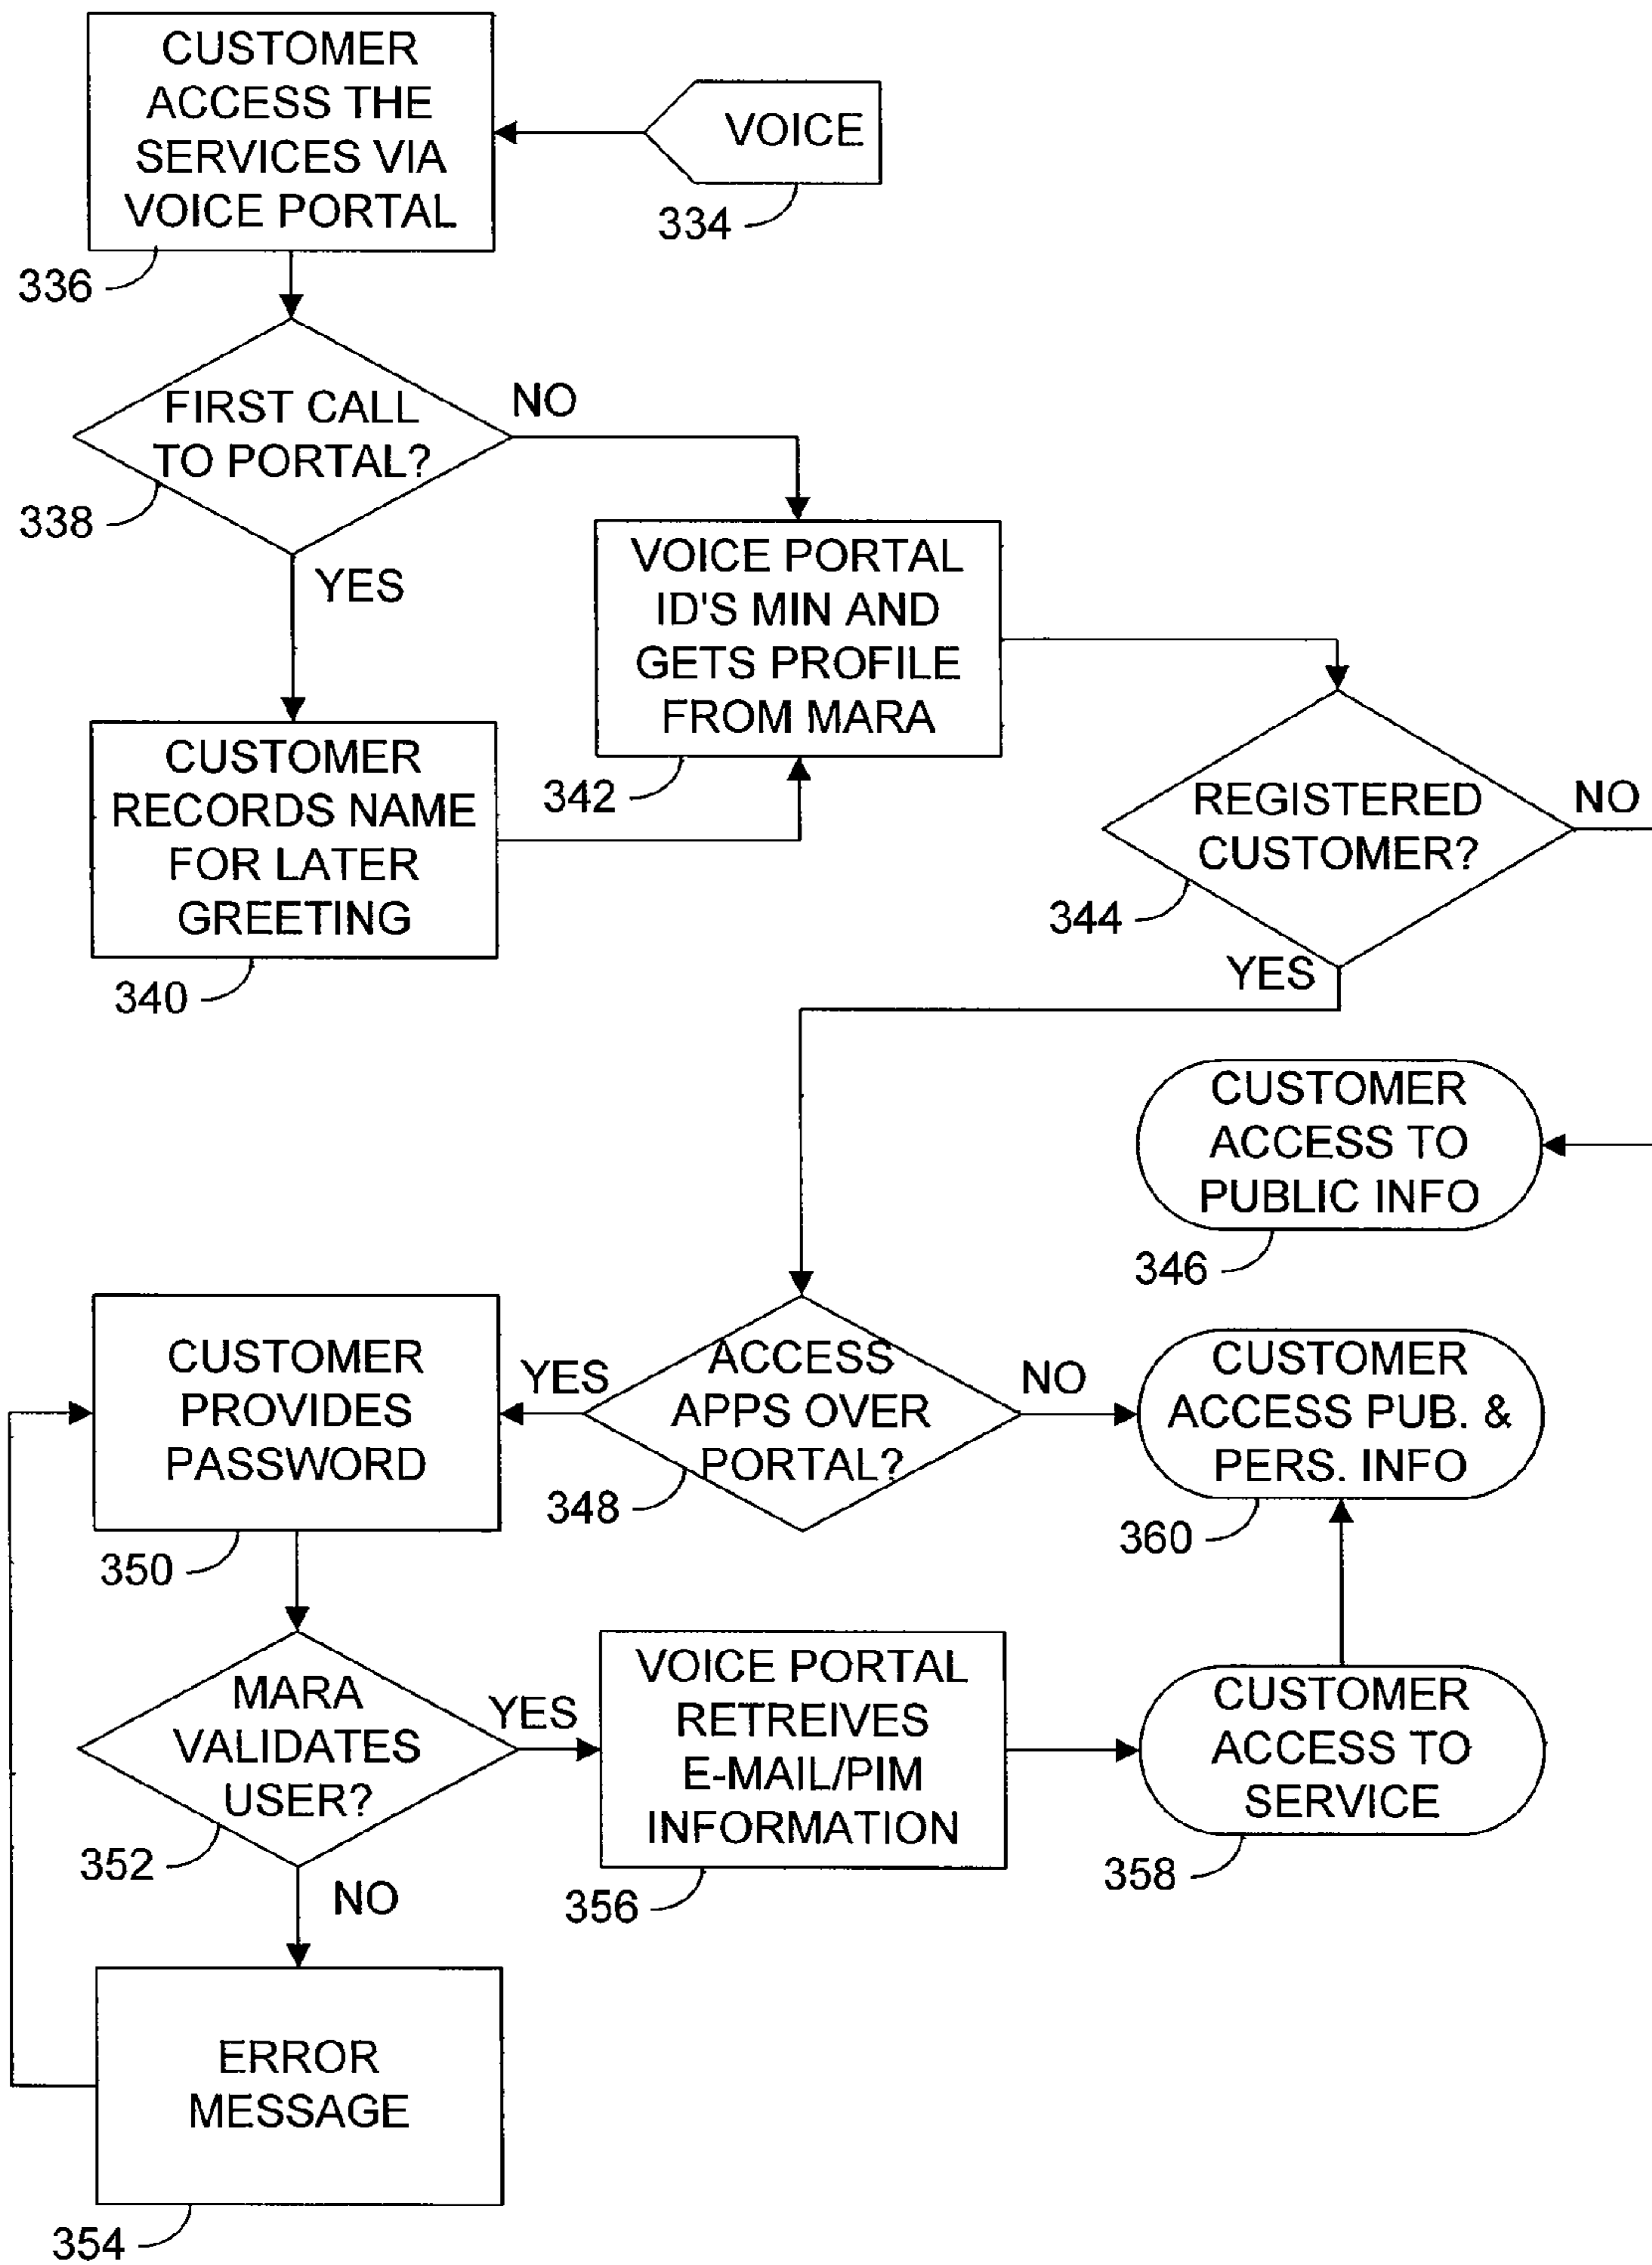 CUSTOMER
ACCESS THE
SERVICES VIA
VOICE PORTAL
336
VOICE
334
FIRST CALL
TO PORTAL?
338
NO
YES
CUSTOMER
RECORDS NAME
FOR LATER
GREETING
340
VOICE PORTAL
ID'S MIN AND
GETS PROFILE
FROM MARA
342
REGISTERED
CUSTOMER?
344
NO
YES
CUSTOMER
ACCESS TO
PUBLIC INFO
346
ACCESS
APPS OVER
PORTAL?
348
YES
NO
CUSTOMER
PROVIDES
PASSWORD
350
CUSTOMER
ACCESS PUB. &
PERS. INFO
360
MARA
VALIDATES
USER?
352
YES
NO
VOICE PORTAL
RETREIVES
E-MAIL/PIM
INFORMATION
356
CUSTOMER
ACCESS TO
SERVICE
358
ERROR
MESSAGE
354